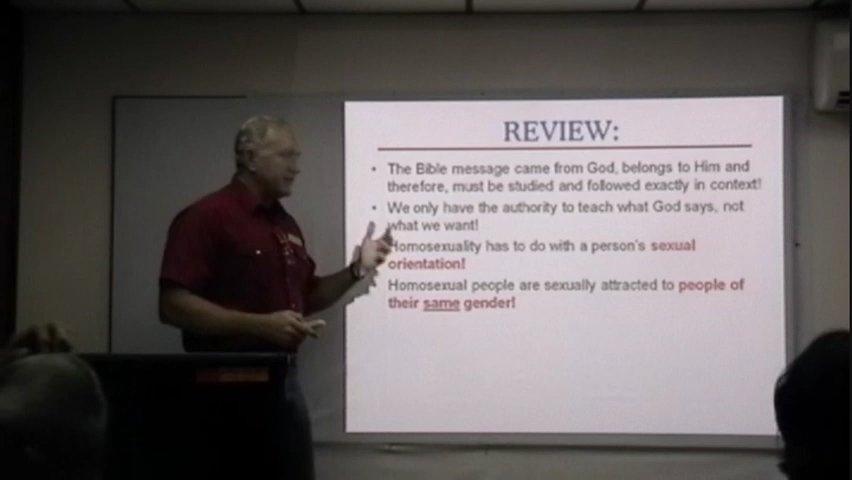 REVIEW:
• The Bible message came from God, belongs to Him and
therefore, must be studied and followed exactly in context!
• We only have the authority to teach what God says, not
what we want!
Homosexuality has to do with a person's sexual
orientation!
Homosexual people are sexually attracted to people of
their same gender!